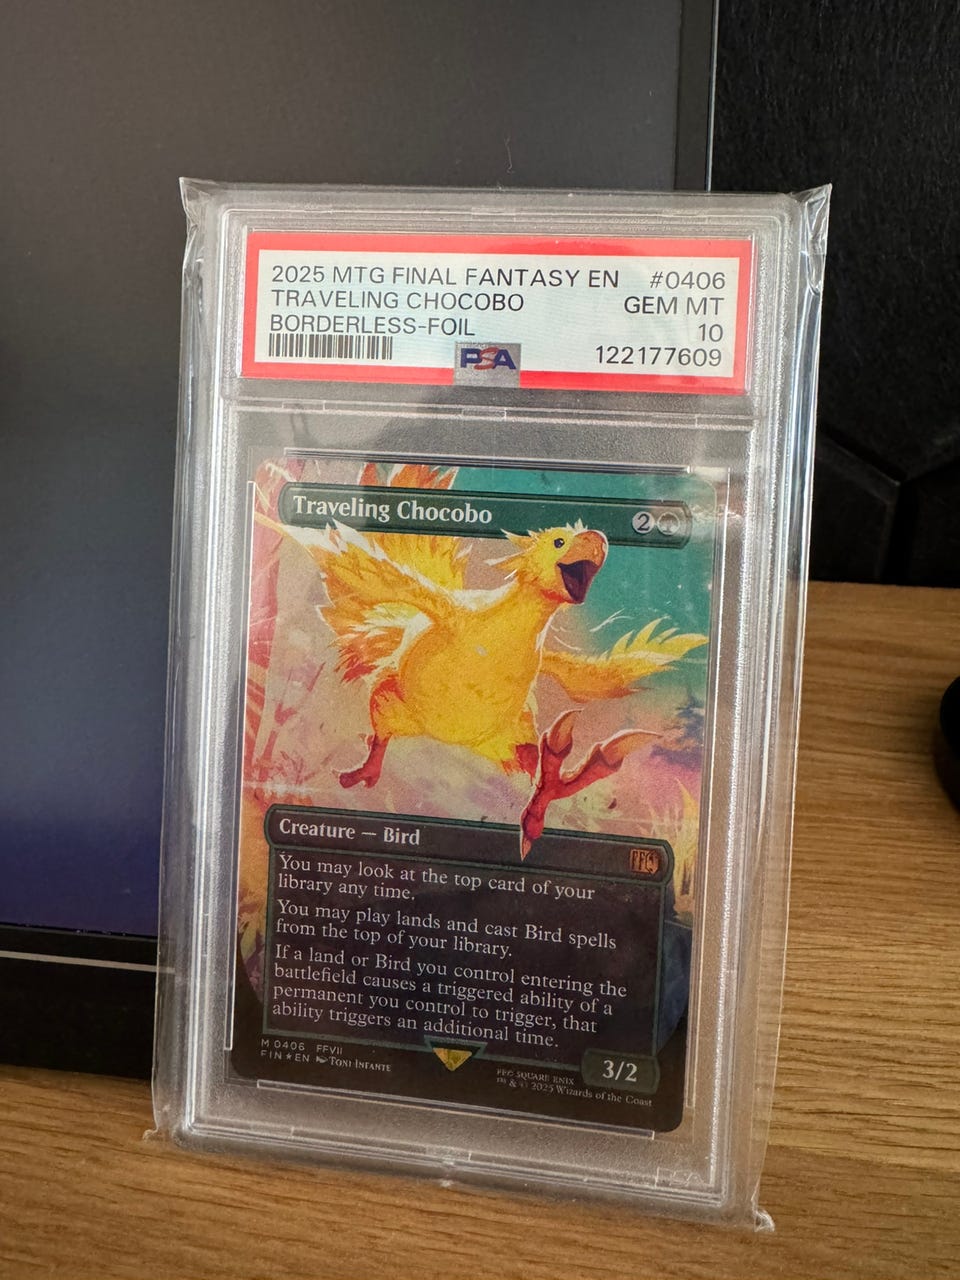 2025 MTG FINAL FANTASY EN #0406
TRAVELING CHOCOBO GEM MT
BORDERLESS-FOIL 10
PSA 122177609
Traveling Chocobo 2
Creature — Bird
You may look at the top card of your
library any time.
You may play lands and cast Bird spells
from the top of your library.
If a land or Bird you control entering the
battlefield causes a triggered ability of a
permanent you control to trigger, that
ability triggers an additional time.
M 0406 FFVII
FIN★EN TONI INFANTE
SQUARE ENIX
™ & © 2025 Wizards of the Coast
3/2